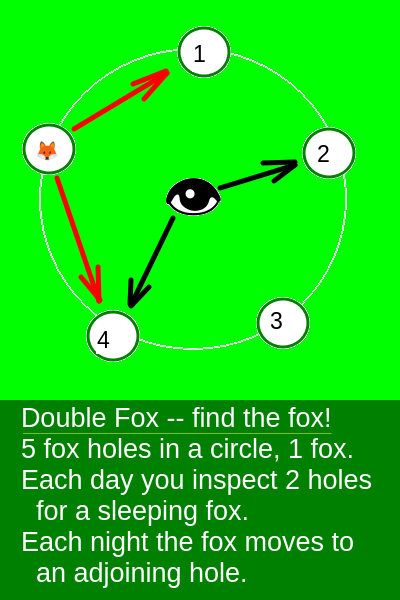 1
2
3
4
Double Fox -- find the fox!
5 fox holes in a circle, 1 fox.
Each day you inspect 2 holes
for a sleeping fox.
Each night the fox moves to
an adjoining hole.